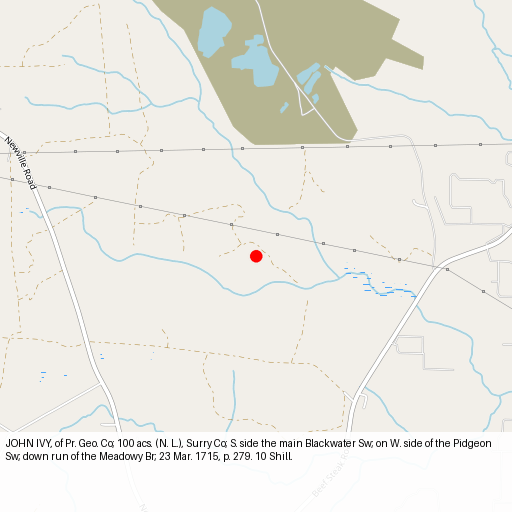 Newville Road
JOHN IVY, of Pr. Geo. Co, 100 acs. (N. L.), Surry Co; S. side the main Blackwater Sw; on W. side of the Pidgeon
Sw; down run of the Meadowy Br, 23 Mar. 1715, p. 279. 10 Shill.